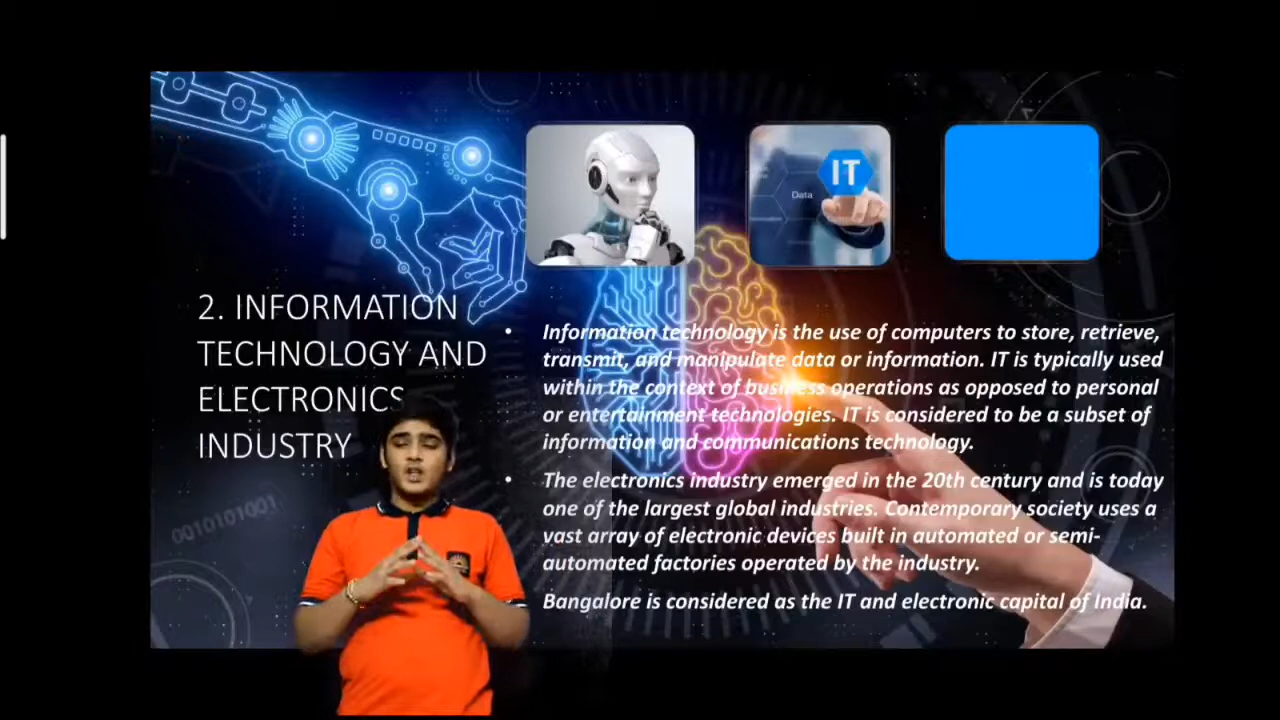 IT
Data
2. INFORMATION
TECHNOLOGY AND
ELECTRONICS
INDUSTRY
• Information technology is the use of computers to store, retrieve,
transmit, and manipulate data or information. IT is typically used
within the context of business operations as opposed to personal
or entertainment technologies. IT is considered to be a subset of
information and communications technology.
• The electronics industry emerged in the 20th century and is today
one of the largest global industries. Contemporary society uses a
vast array of electronic devices built in automated or semi-
automated factories operated by the industry.
Bangalore is considered as the IT and electronic capital of India.
0010101001